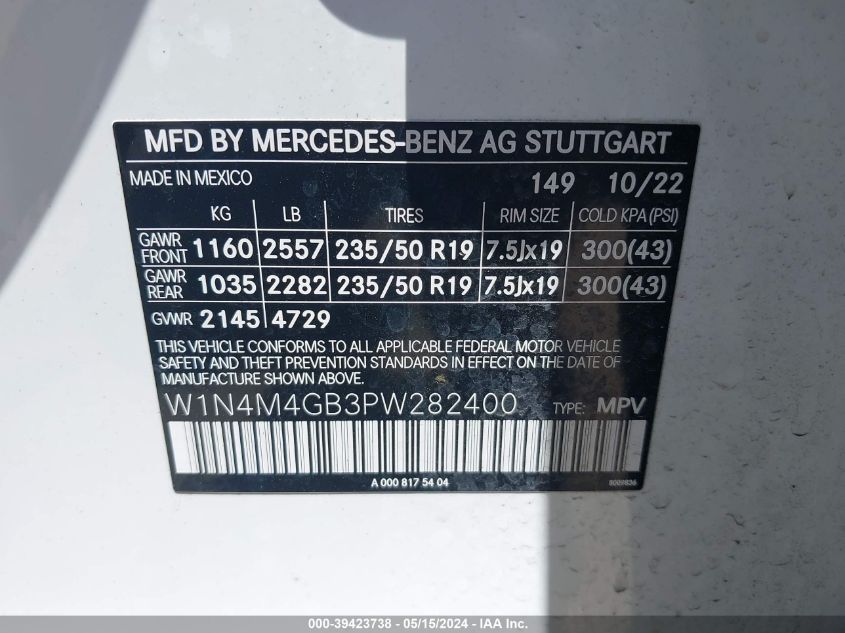 MFD BY MERCEDES-BENZ AG STUTTGART
MADE IN MEXICO 149 10/22
KG LB TIRES RIM SIZE COLD KPA (PSI)
GAWR FRONT 1160 2557 235/50 R19 7.5Jx19 300(43)
GAWR REAR 1035 2282 235/50 R19 7.5Jx19 300(43)
GVWR 2145 4729
THIS VEHICLE CONFORMS TO ALL APPLICABLE FEDERAL MOTOR VEHICLE
SAFETY AND THEFT PREVENTION STANDARDS IN EFFECT ON THE DATE OF
MANUFACTURE SHOWN ABOVE.
W1N4M4GB3PW282400 TYPE: MPV
A 000 817 54 04 8009836
000-39423738 - 05/15/2024 - IAA Inc.